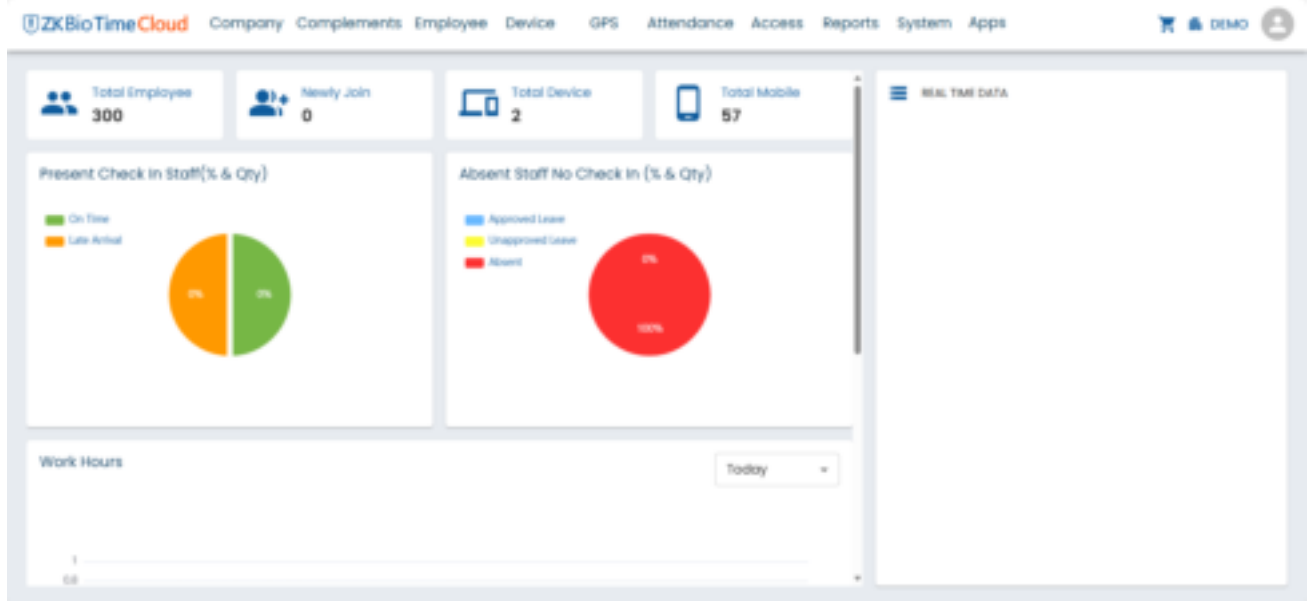 ZKBioTimeCloud Company Complements Employee Device GPS Attendance Access Reports System Apps DEMO
Total Employee
300
Newly Join
0
Total Device
2
Total Mobile
57
REAL TIME DATA
Present Check In Staff(% & Qty)
On Time
Late Arrival
0% 0%
Absent Staff No Check In (% & Qty)
Approved Leave
Unapproved Leave
Absent
0%
100%
Work Hours
Today
1
0.8